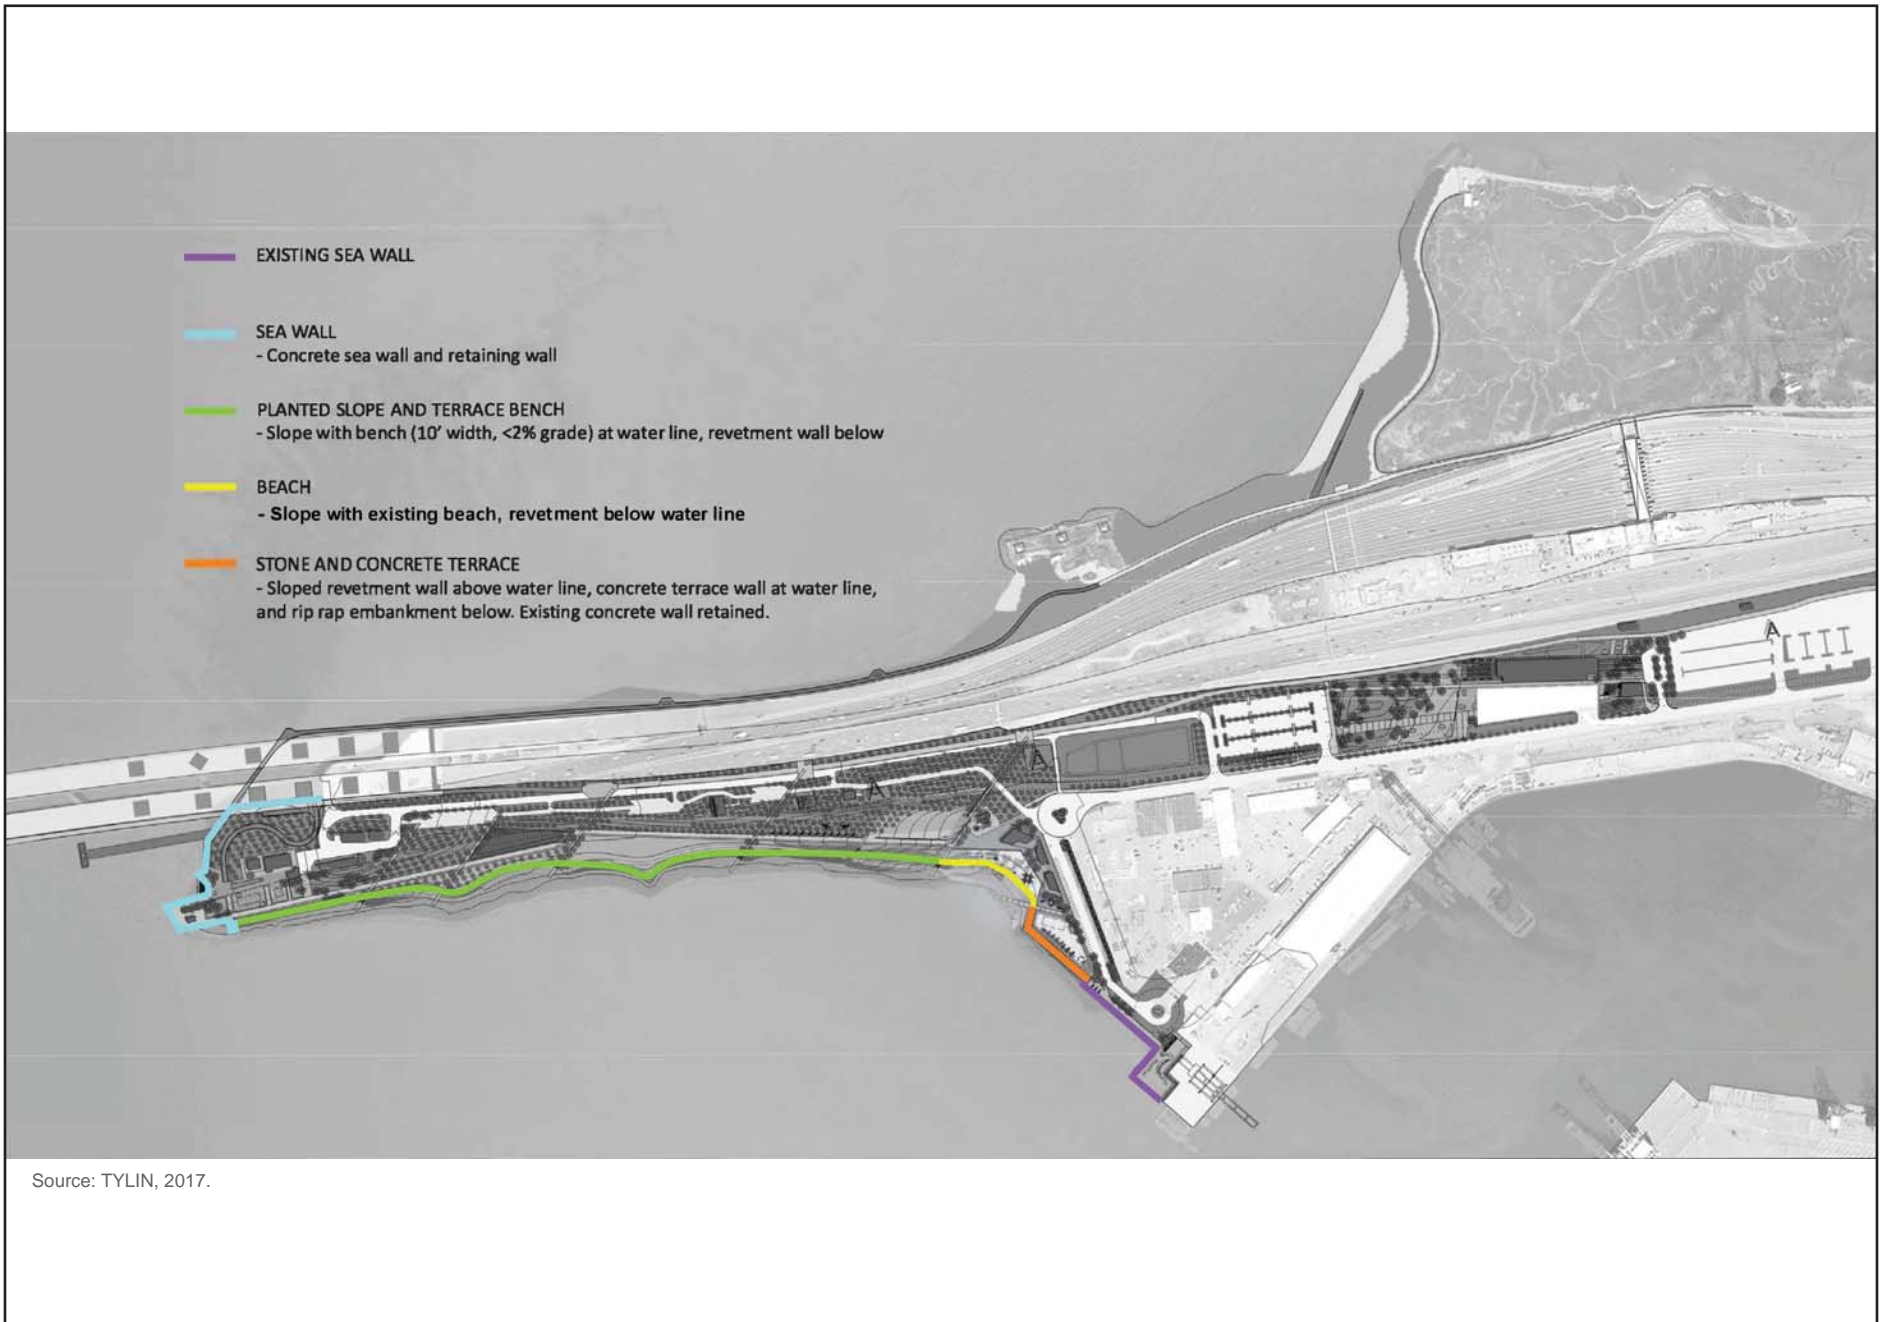 EXISTING SEA WALL
SEA WALL
- Concrete sea wall and retaining wall
PLANTED SLOPE AND TERRACE BENCH
- Slope with bench (10’ width, <2% grade) at water line, revetment wall below
BEACH
- Slope with existing beach, revetment below water line
STONE AND CONCRETE TERRACE
- Sloped revetment wall above water line, concrete terrace wall at water line,
and rip rap embankment below. Existing concrete wall retained.
A
A
A
Source: TYLIN, 2017.